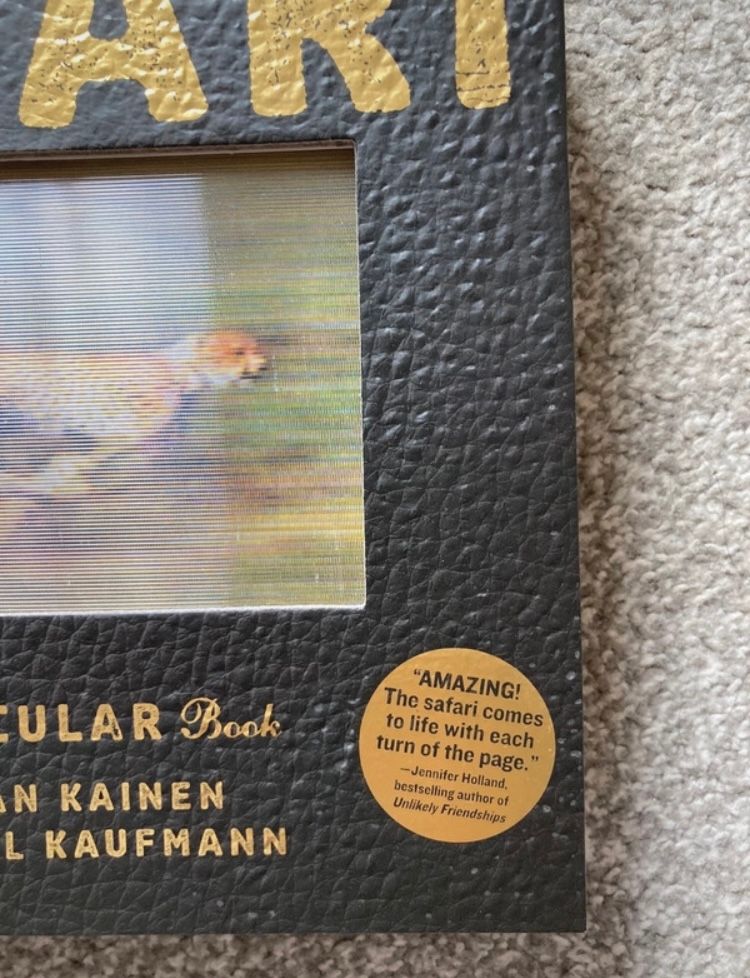 ARI
CULAR Book
AN KAINEN
L KAUFMANN
“AMAZING!
The safari comes
to life with each
turn of the page.”
—Jennifer Holland,
bestselling author of
Unlikely Friendships